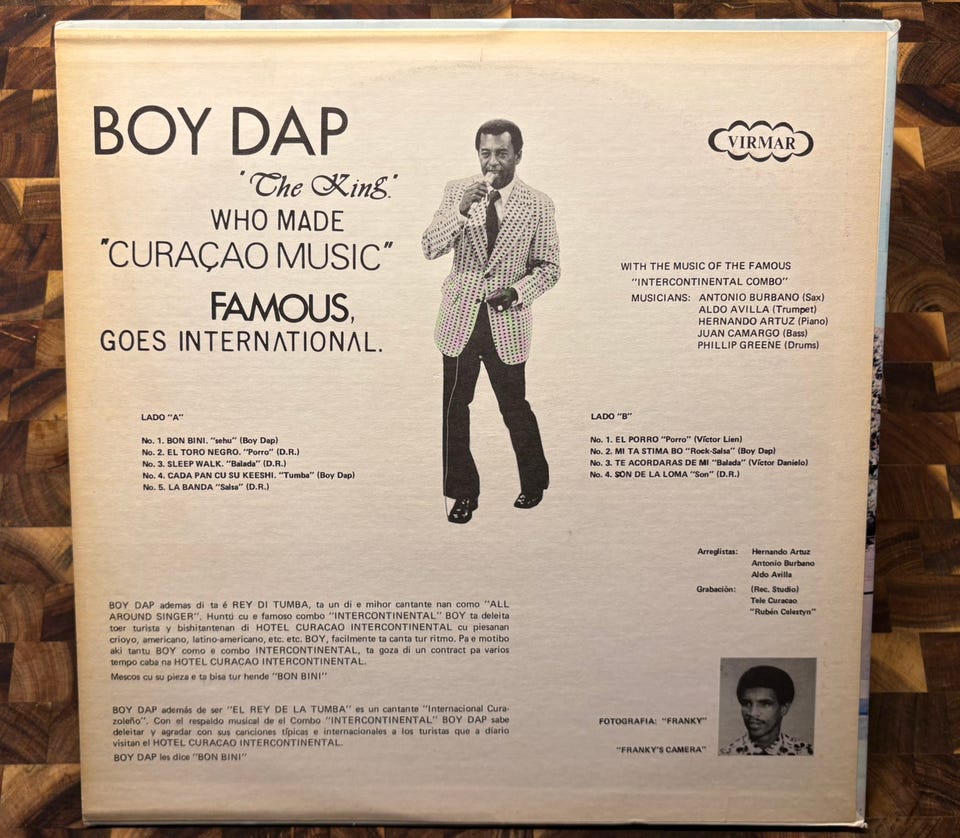 BOY DAP
"The King"
WHO MADE
"CURAÇAO MUSIC"
FAMOUS,
GOES INTERNATIONAL.
VIRMAR
WITH THE MUSIC OF THE FAMOUS
"INTERCONTINENTAL COMBO"
MUSICIANS: ANTONIO BURBANO (Sax)
ALDO AVILLA (Trumpet)
HERNANDO ARTUZ (Piano)
JUAN CAMARGO (Bass)
PHILLIP GREENE (Drums)
LADO "A"
No. 1. BON BINI. "sehu" (Boy Dap)
No. 2. EL TORO NEGRO. "Porro" (D.R.)
No. 3. SLEEP WALK. "Balada" (D.R.)
No. 4. CADA PAN CU SU KEESHI. "Tumba" (Boy Dap)
No. 5. LA BANDA "Salsa" (D.R.)
LADO "B"
No. 1. EL PORRO "Porro" (Víctor Lien)
No. 2. MI TA STIMA BO "Rock-Salsa" (Boy Dap)
No. 3. TE ACORDARAS DE MI "Balada" (Víctor Danielo)
No. 4. SON DE LA LOMA "Son" (D.R.)
Arreglistas: Hernando Artuz
Antonio Burbano
Aldo Avilla
Grabación: (Rec. Studio)
Tele Curacao
"Rubén Celestyn"
BOY DAP ademas di ta é REY DI TUMBA, ta un di e mihor cantante nan como "ALL
AROUND SINGER". Huntú cu e famoso combo "INTERCONTINENTAL" BOY ta deleita
toer turista y bishitantenan di HOTEL CURACAO INTERCONTINENTAL cu piesanan
crioyo, americano, latino-americano, etc. etc. BOY, facilmente ta canta tur ritmo. Pa e motibo
aki tantu BOY como e combo INTERCONTINENTAL, ta goza di un contract pa varios
tempo caba na HOTEL CURACAO INTERCONTINENTAL.
Mescos cu su pieza e ta bisa tur hende "BON BINI"
BOY DAP además de ser "EL REY DE LA TUMBA" es un cantante "Internacional Cura-
zoleño". Con el respaldo musical de el Combo "INTERCONTINENTAL" BOY DAP sabe
deleitar y agradar con sus canciones típicas e internacionales a los turistas que a diario
visitan el HOTEL CURACAO INTERCONTINENTAL.
BOY DAP les dice "BON BINI"
FOTOGRAFIA: "FRANKY"
"FRANKY'S CAMERA"